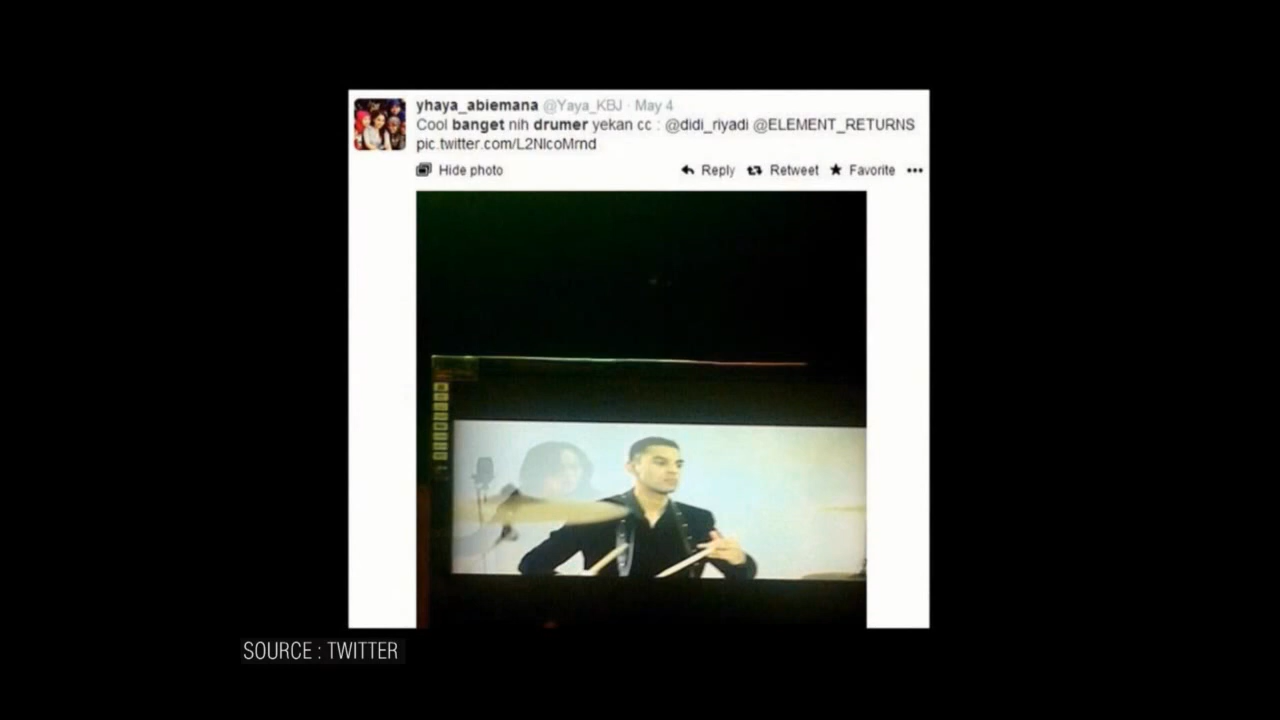 yhaya_abiemana @Yaya_KBJ · May 4
Cool banget nih drumer yekan cc : @didi_riyadi @ELEMENT_RETURNS
pic.twitter.com/L2NlcoMrnd
Hide photo Reply Retweet Favorite
SOURCE : TWITTER